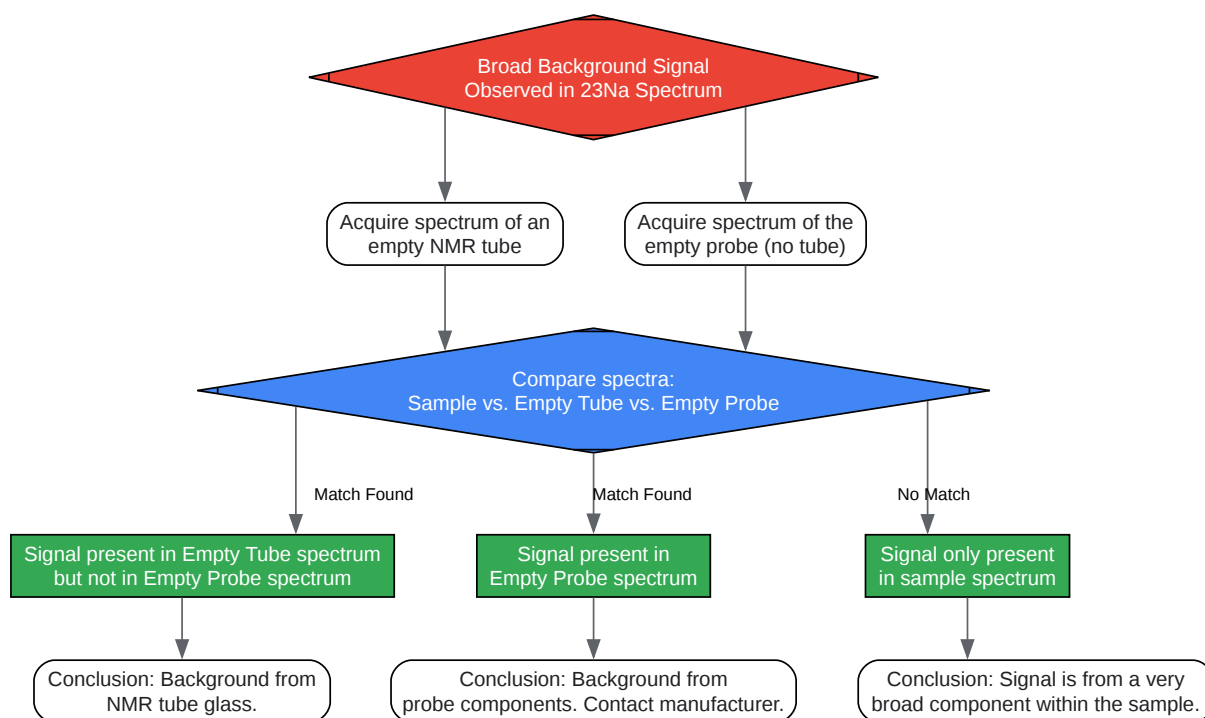 Broad Background Signal
Observed in 23Na Spectrum
Acquire spectrum of an
empty NMR tube
Acquire spectrum of the
empty probe (no tube)
Compare spectra:
Sample vs. Empty Tube vs. Empty Probe
Match Found
Match Found
No Match
Signal present in Empty Tube spectrum
but not in Empty Probe spectrum
Signal present in
Empty Probe spectrum
Signal only present
in sample spectrum
Conclusion: Background from
NMR tube glass.
Conclusion: Background from
probe components. Contact manufacturer.
Conclusion: Signal is from a very
broad component within the sample.